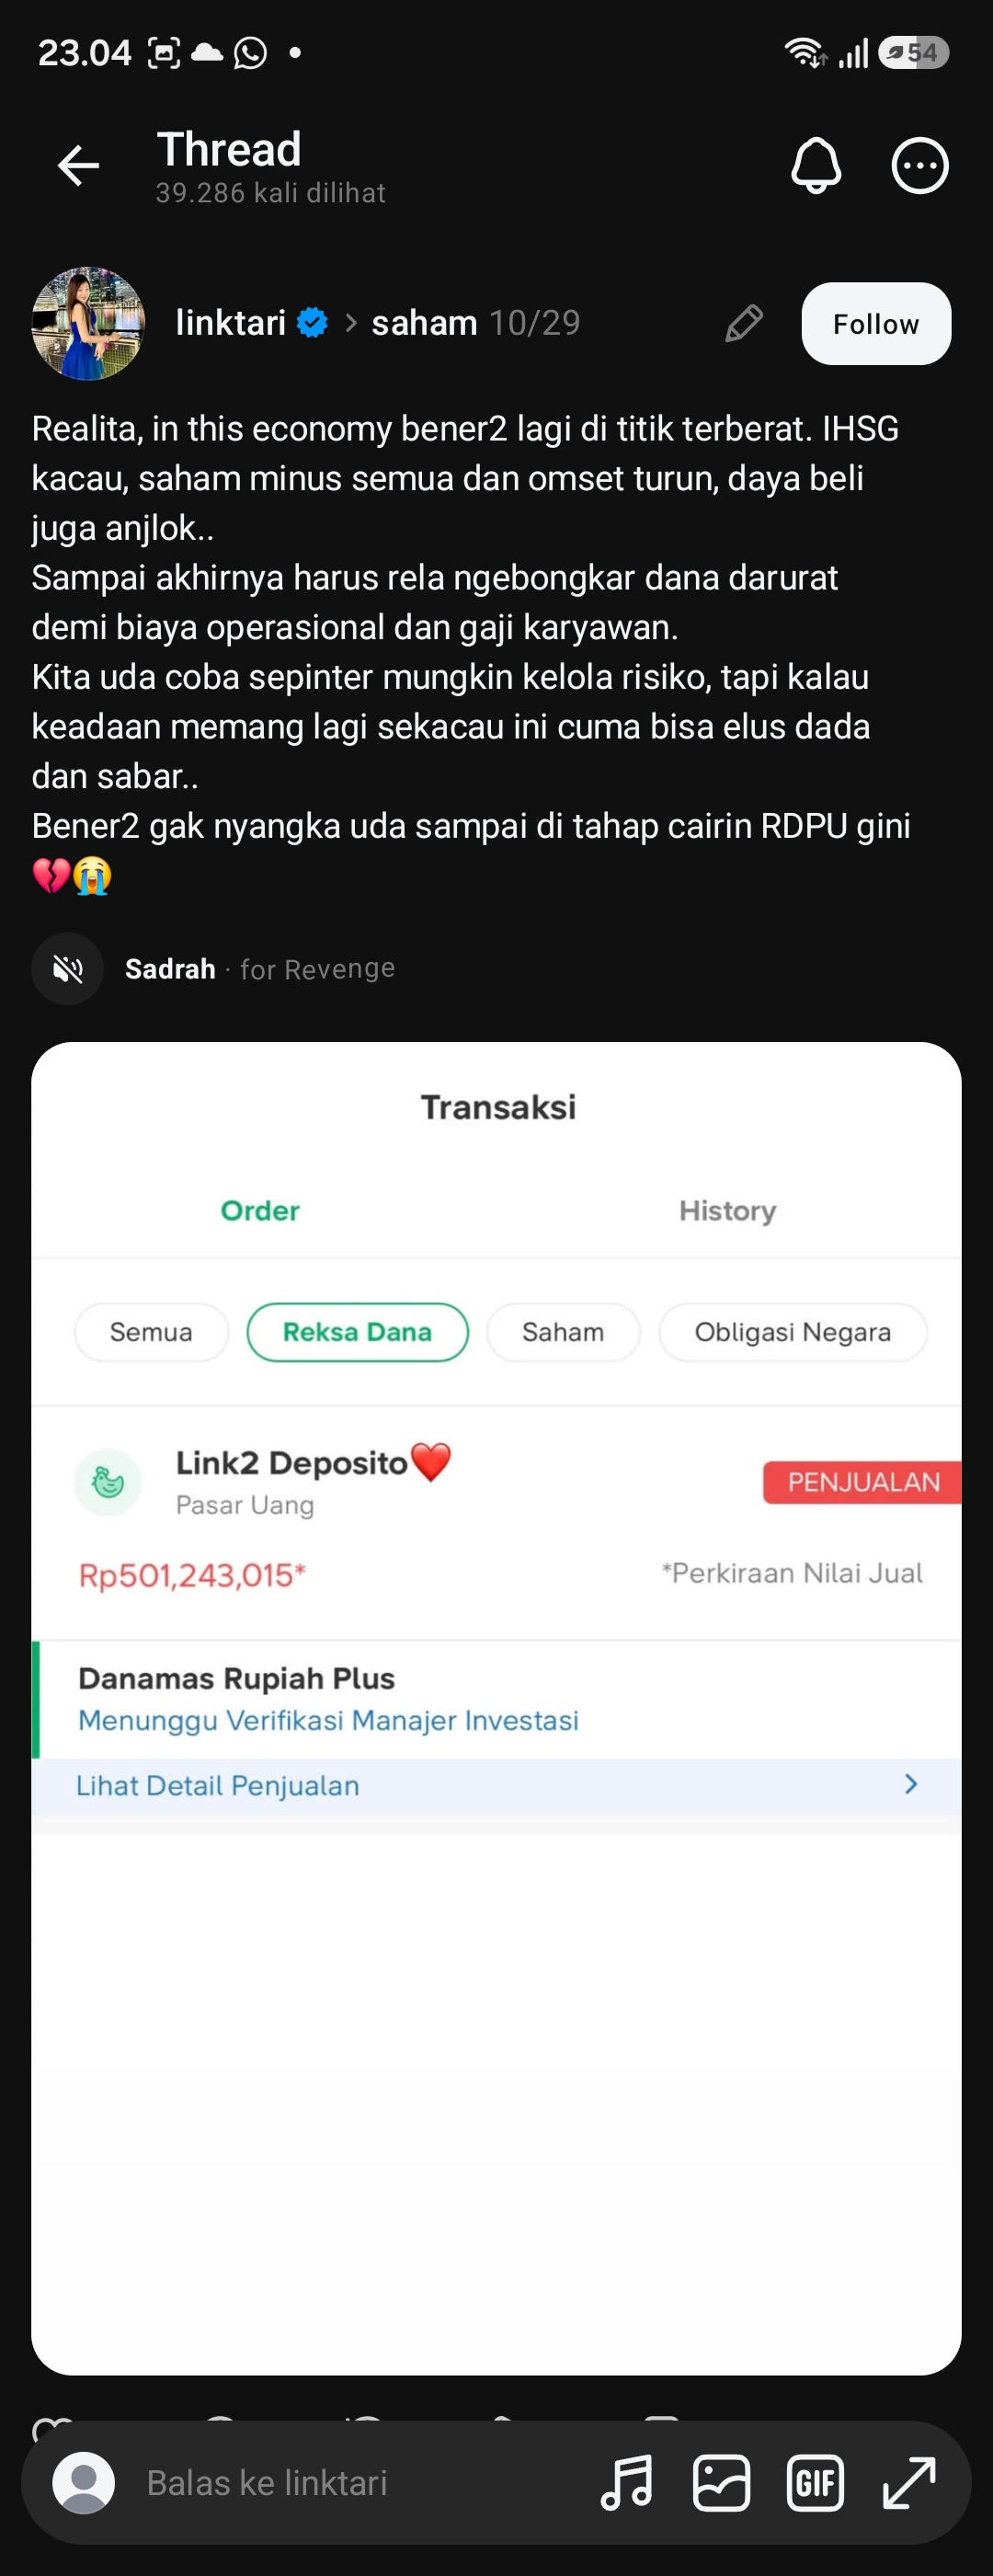 23.04
54
Thread
39.286 kali dilihat
linktari > saham 10/29
Follow
Realita, in this economy bener2 lagi di titik terberat. IHSG
kacau, saham minus semua dan omset turun, daya beli
juga anjlok..
Sampai akhirnya harus rela ngebongkar dana darurat
demi biaya operasional dan gaji karyawan.
Kita uda coba sepinter mungkin kelola risiko, tapi kalau
keadaan memang lagi sekacau ini cuma bisa elus dada
dan sabar..
Bener2 gak nyangka uda sampai di tahap cairin RDPU gini
💔😭
Sadrah · for Revenge
Transaksi
Order
History
Semua
Reksa Dana
Saham
Obligasi Negara
Link2 Deposito❤️
Pasar Uang
PENJUALAN
Rp501,243,015*
*Perkiraan Nilai Jual
Danamas Rupiah Plus
Menunggu Verifikasi Manajer Investasi
Lihat Detail Penjualan
Balas ke linktari
GIF